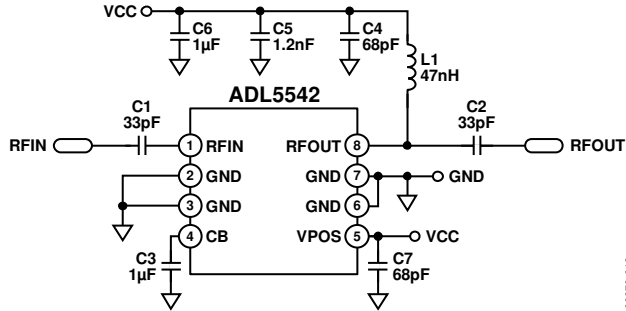 VCC
C6
1µF
C5
1.2nF
C4
68pF
L1
47nH
ADL5542
C1
33pF
C2
33pF
RFIN
1
RFIN
RFOUT
8
RFOUT
2
GND
GND
7
GND
3
GND
GND
6
4
CB
VPOS
5
VCC
C3
1µF
C7
68pF